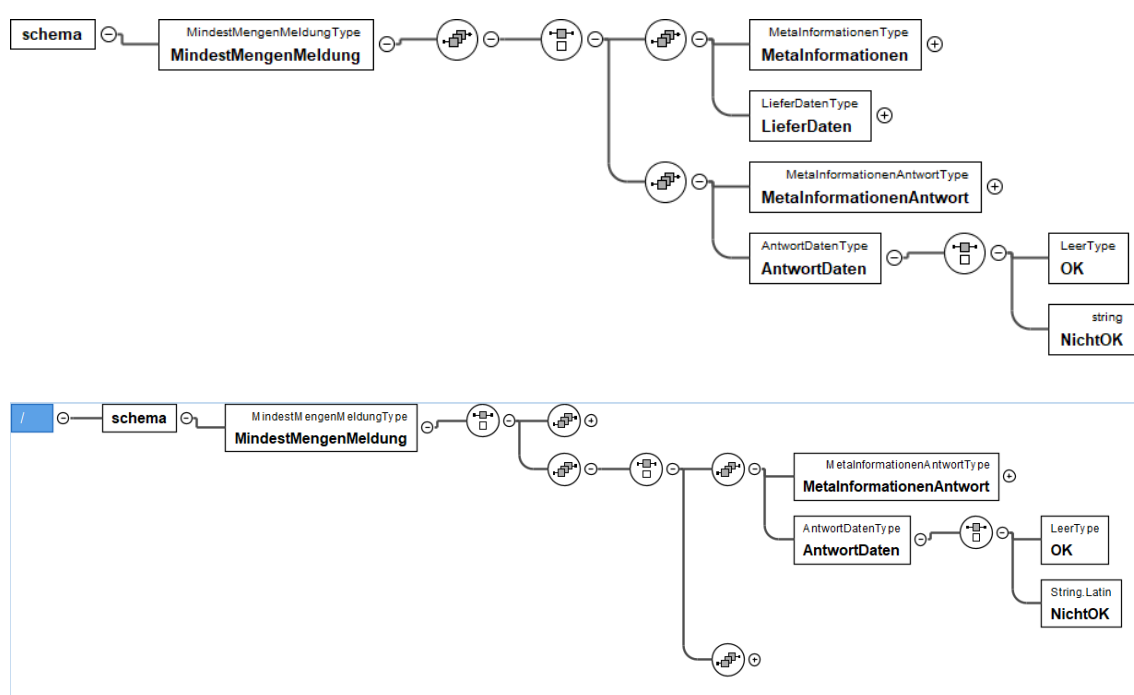 schema
MindestMengenMeldungType
MindestMengenMeldung
MetaInformationenType
MetaInformationen
LieferDatenType
LieferDaten
MetaInformationenAntwortType
MetaInformationenAntwort
AntwortDatenType
AntwortDaten
LeerType
OK
string
NichtOK
/
schema
MindestMengenMeldungType
MindestMengenMeldung
MetaInformationenAntwortType
MetaInformationenAntwort
AntwortDatenType
AntwortDaten
LeerType
OK
String.Latin
NichtOK